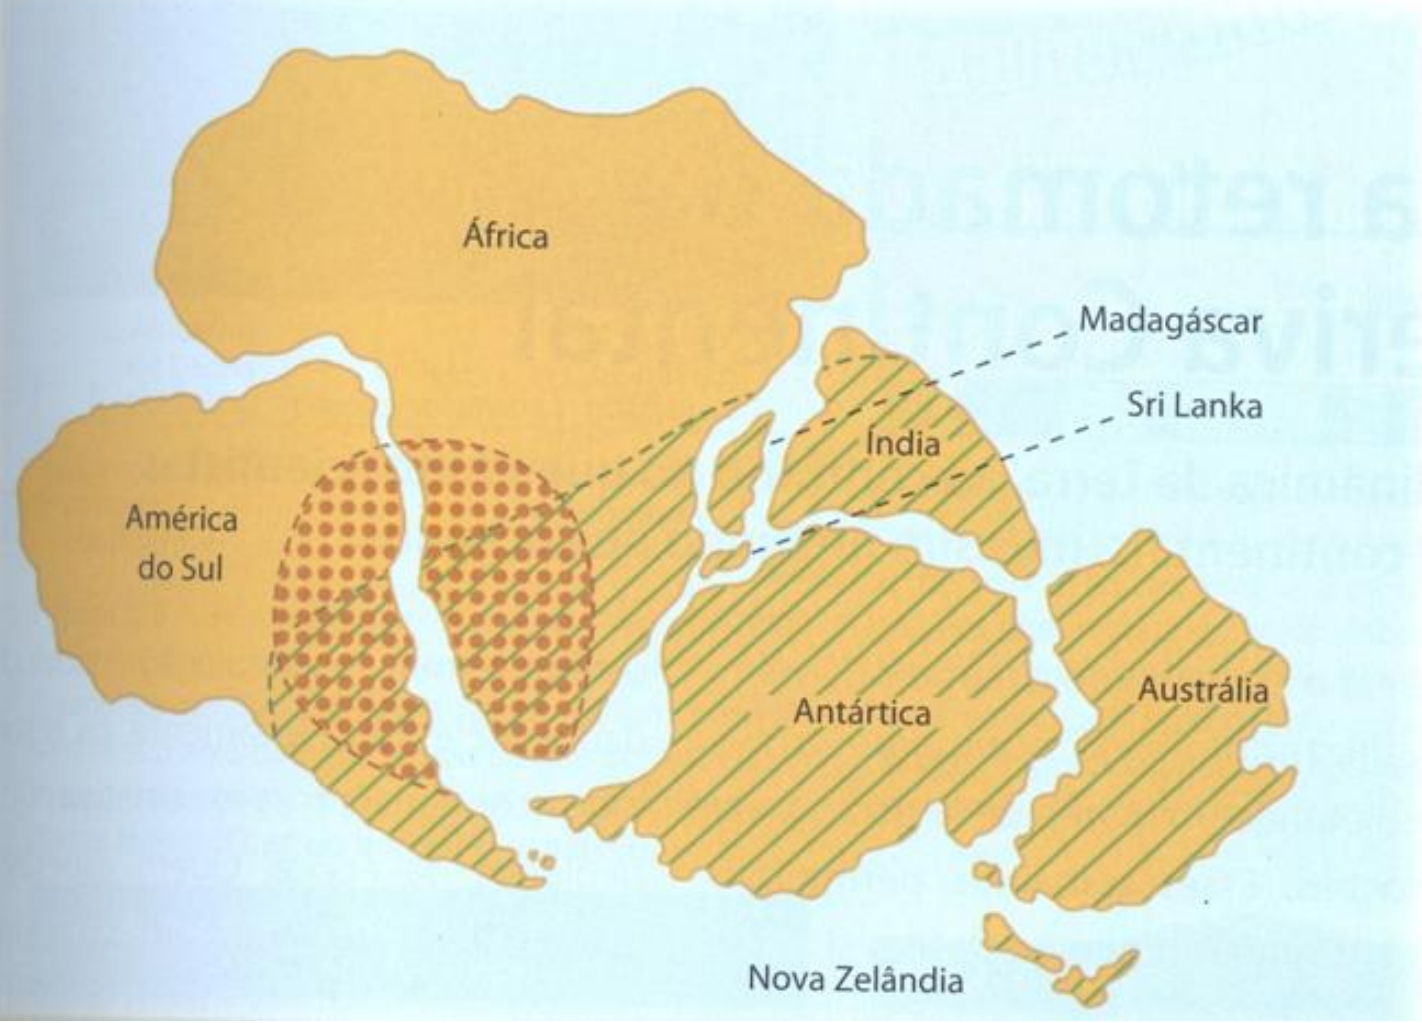 África
Madagáscar
Sri Lanka
Índia
América
do Sul
Austrália
Antártica
Nova Zelândia